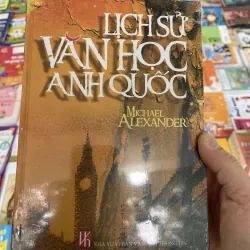 LỊCH SỬ
VĂN HỌC
ANH QUỐC
MICHAEL
ALEXANDER